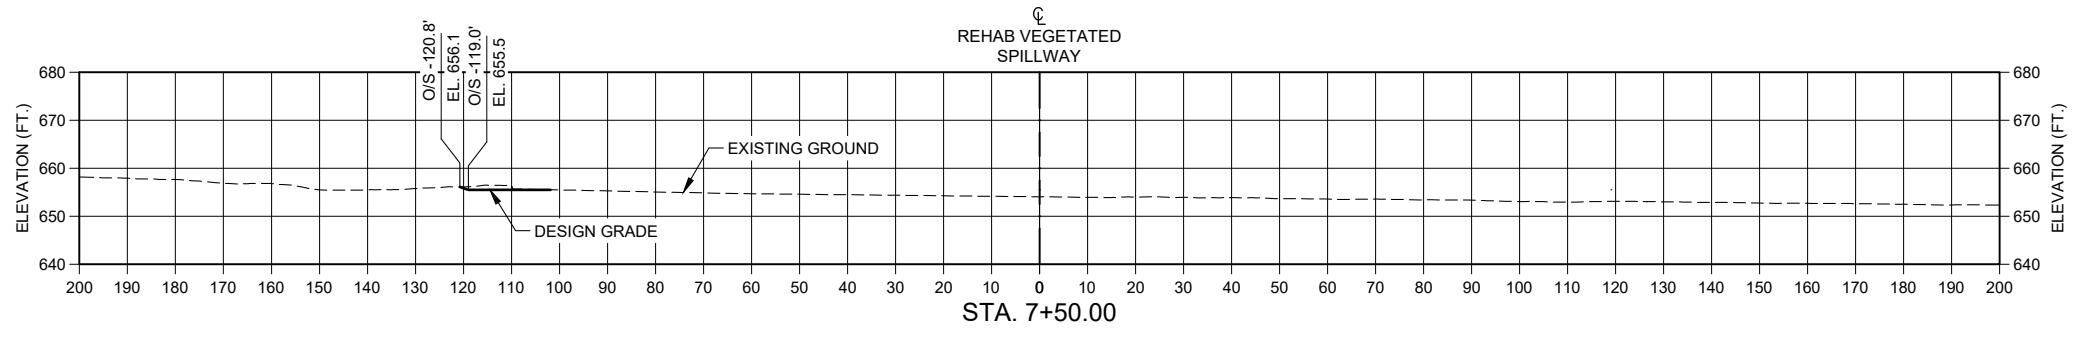 ℄
REHAB VEGETATED
SPILLWAY
O/S -120.8'
EL. 656.1
O/S -119.0'
EL. 655.5
680
670
660
650
640
ELEVATION (FT.)
EXISTING GROUND
DESIGN GRADE
680
670
660
650
640
ELEVATION (FT.)
200 190 180 170 160 150 140 130 120 110 100 90 80 70 60 50 40 30 20 10 0 10 20 30 40 50 60 70 80 90 100 110 120 130 140 150 160 170 180 190 200
STA. 7+50.00